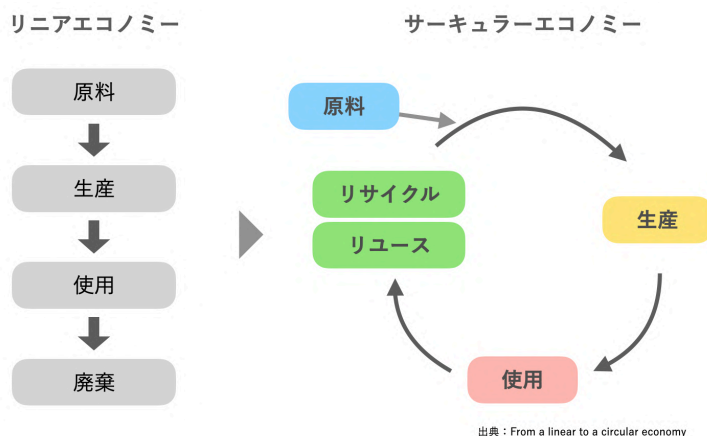 リニアエコノミー
原料
生産
使用
廃棄
サーキュラーエコノミー
原料
生産
使用
リサイクル
リユース
出典：From a linear to a circular economy